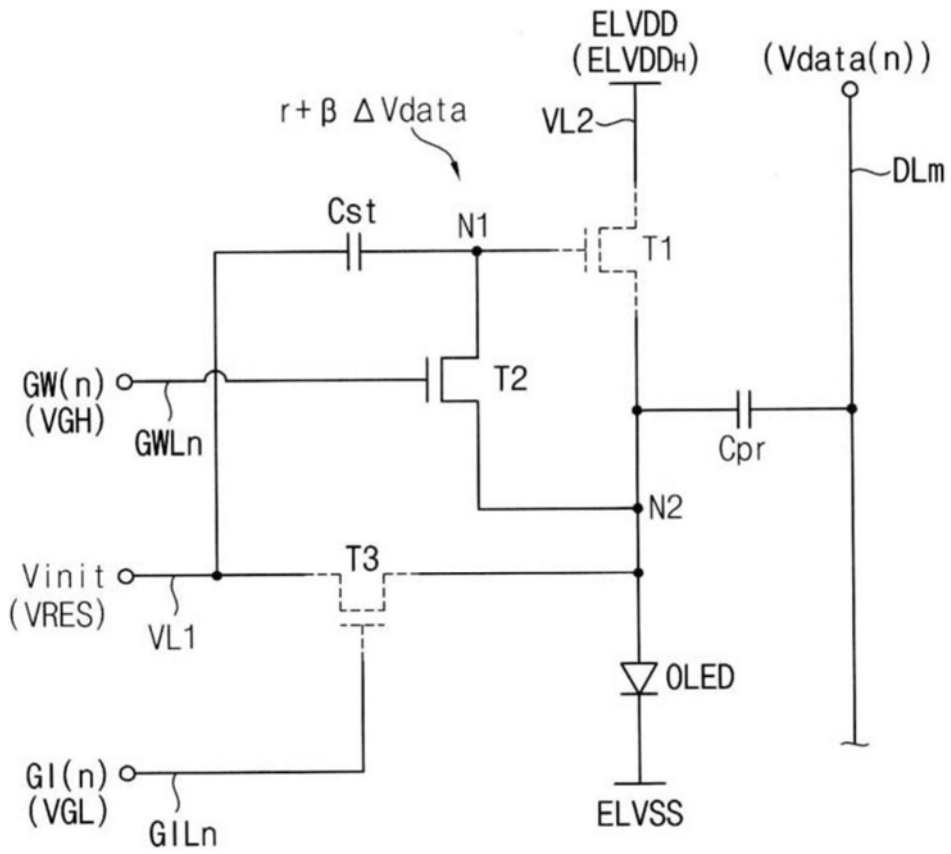 ELVDD
(ELVDDH)
(Vdata(n))
r+β ΔVdata
VL2
DLm
Cst
N1
T1
GW(n)
(VGH)
GWLn
T2
Cpr
N2
T3
Vinit
(VRES)
VL1
OLED
GI(n)
(VGL)
GILn
ELVSS